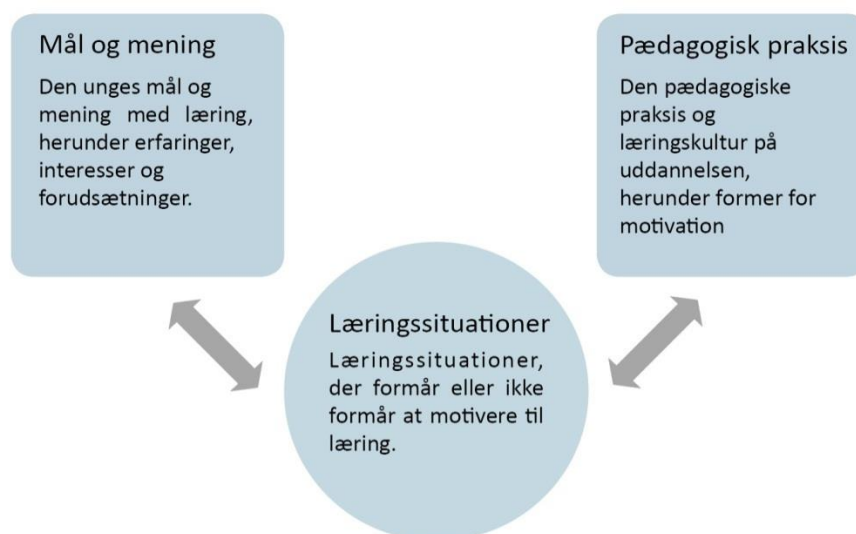 Mål og mening
Den unges mål og
mening med læring,
herunder erfaringer,
interesser og
forudsætninger.
Pædagogisk praksis
Den pædagogiske
praksis og
læringskultur på
uddannelsen,
herunder former for
motivation
Læringssituationer
Læringssituationer,
der formår eller ikke
formår at motivere til
læring.